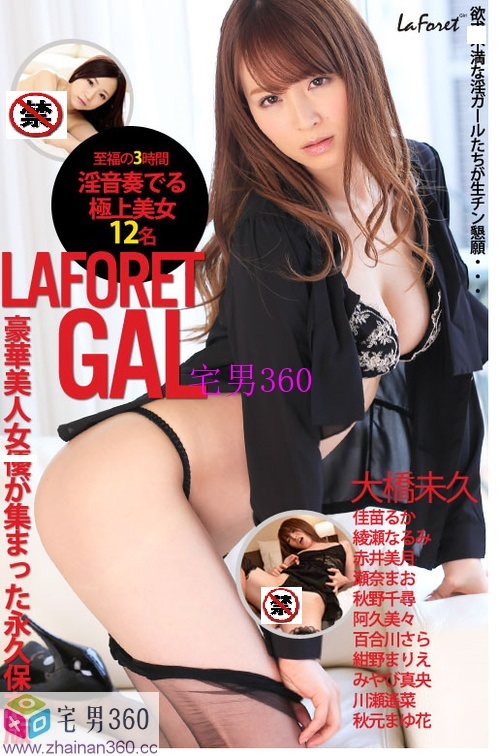 LaForet
Girl
欲求不満な淫ガールたちが生チン懇願・・・
禁
至福の3時間
淫音奏でる
極上美女
12名
LAFORET
GAL
宅男360
豪華美人女優が集まった永久保
大橋未久
佳苗るか
綾瀬なるみ
赤井美月
瀬奈まお
秋野千尋
阿久美々
百合川さら
紺野まりえ
みやび真央
川瀬遥菜
秋元まゆ花
禁
宅男360
www.zhainan360.cc